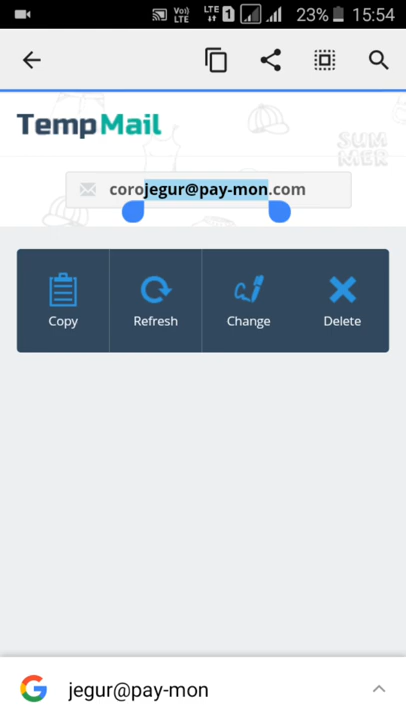 Vo)) LTE LTE 1 23% 15:54
TempMail
SUM
MER
corojegur@pay-mon.com
Copy Refresh Change Delete
jegur@pay-mon